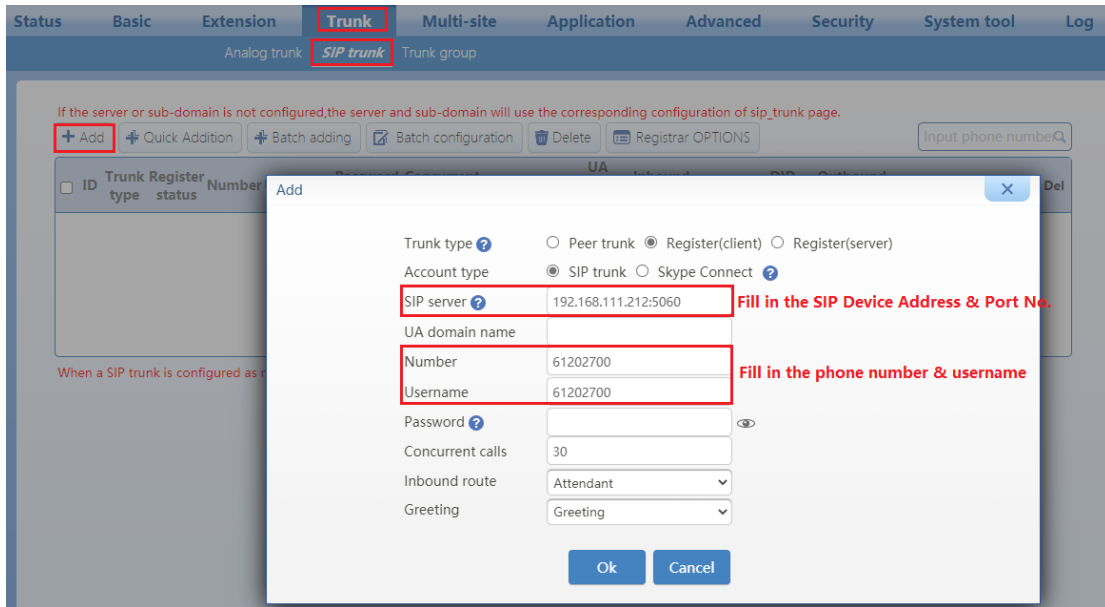 Status Basic Extension Trunk Multi-site Application Advanced Security System tool Log
Analog trunk SIP trunk Trunk group
If the server or sub-domain is not configured,the server and sub-domain will use the corresponding configuration of sip_trunk page.
Add Quick Addition Batch adding Batch configuration Delete Registrar OPTIONS Input phone number
ID Trunk type Register status Number UA Del
When a SIP trunk is configured as
Add
Trunk type ? Peer trunk Register(client) Register(server)
Account type SIP trunk Skype Connect ?
SIP server ? 192.168.111.212:5060 Fill in the SIP Device Address & Port No.
UA domain name
Number 61202700
Fill in the phone number & username
Username 61202700
Password ?
Concurrent calls 30
Inbound route Attendant
Greeting Greeting
Ok Cancel